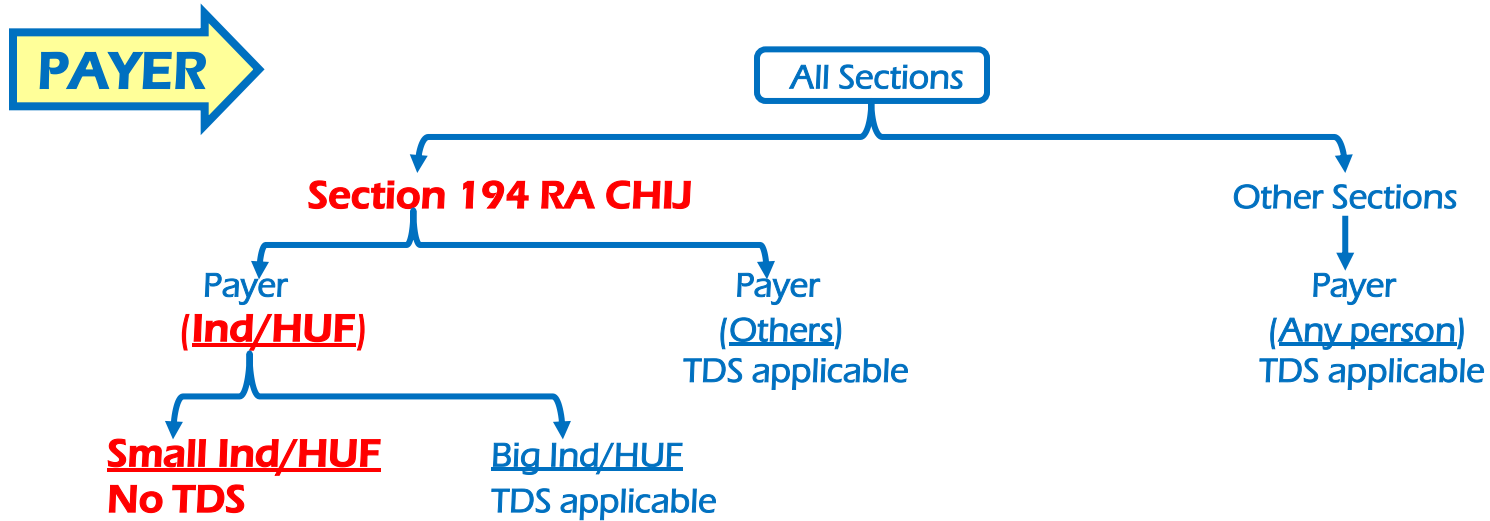 PAYER
All Sections
Section 194 RA CHIJ
Other Sections
Payer
(Ind/HUF)
Payer
(Others)
TDS applicable
Payer
(Any person)
TDS applicable
Small Ind/HUF
No TDS
Big Ind/HUF
TDS applicable